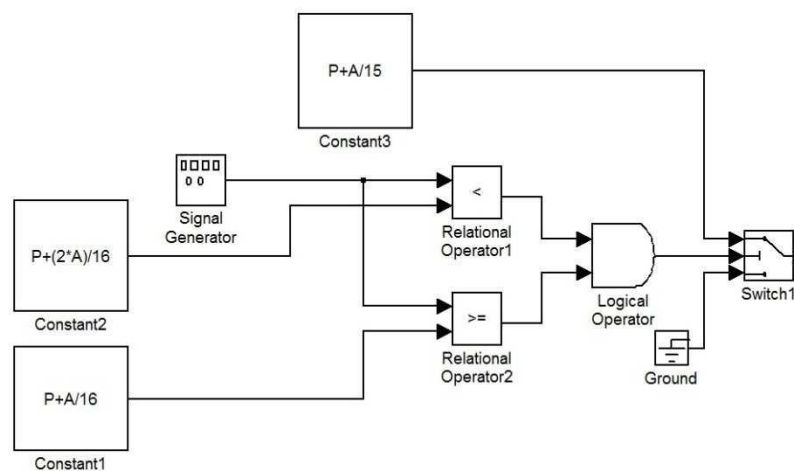 P+A/15
Constant3
Signal
Generator
<
Relational
Operator1
P+(2*A)/16
Constant2
Logical
Operator
Switch1
>=
Relational
Operator2
Ground
P+A/16
Constant1